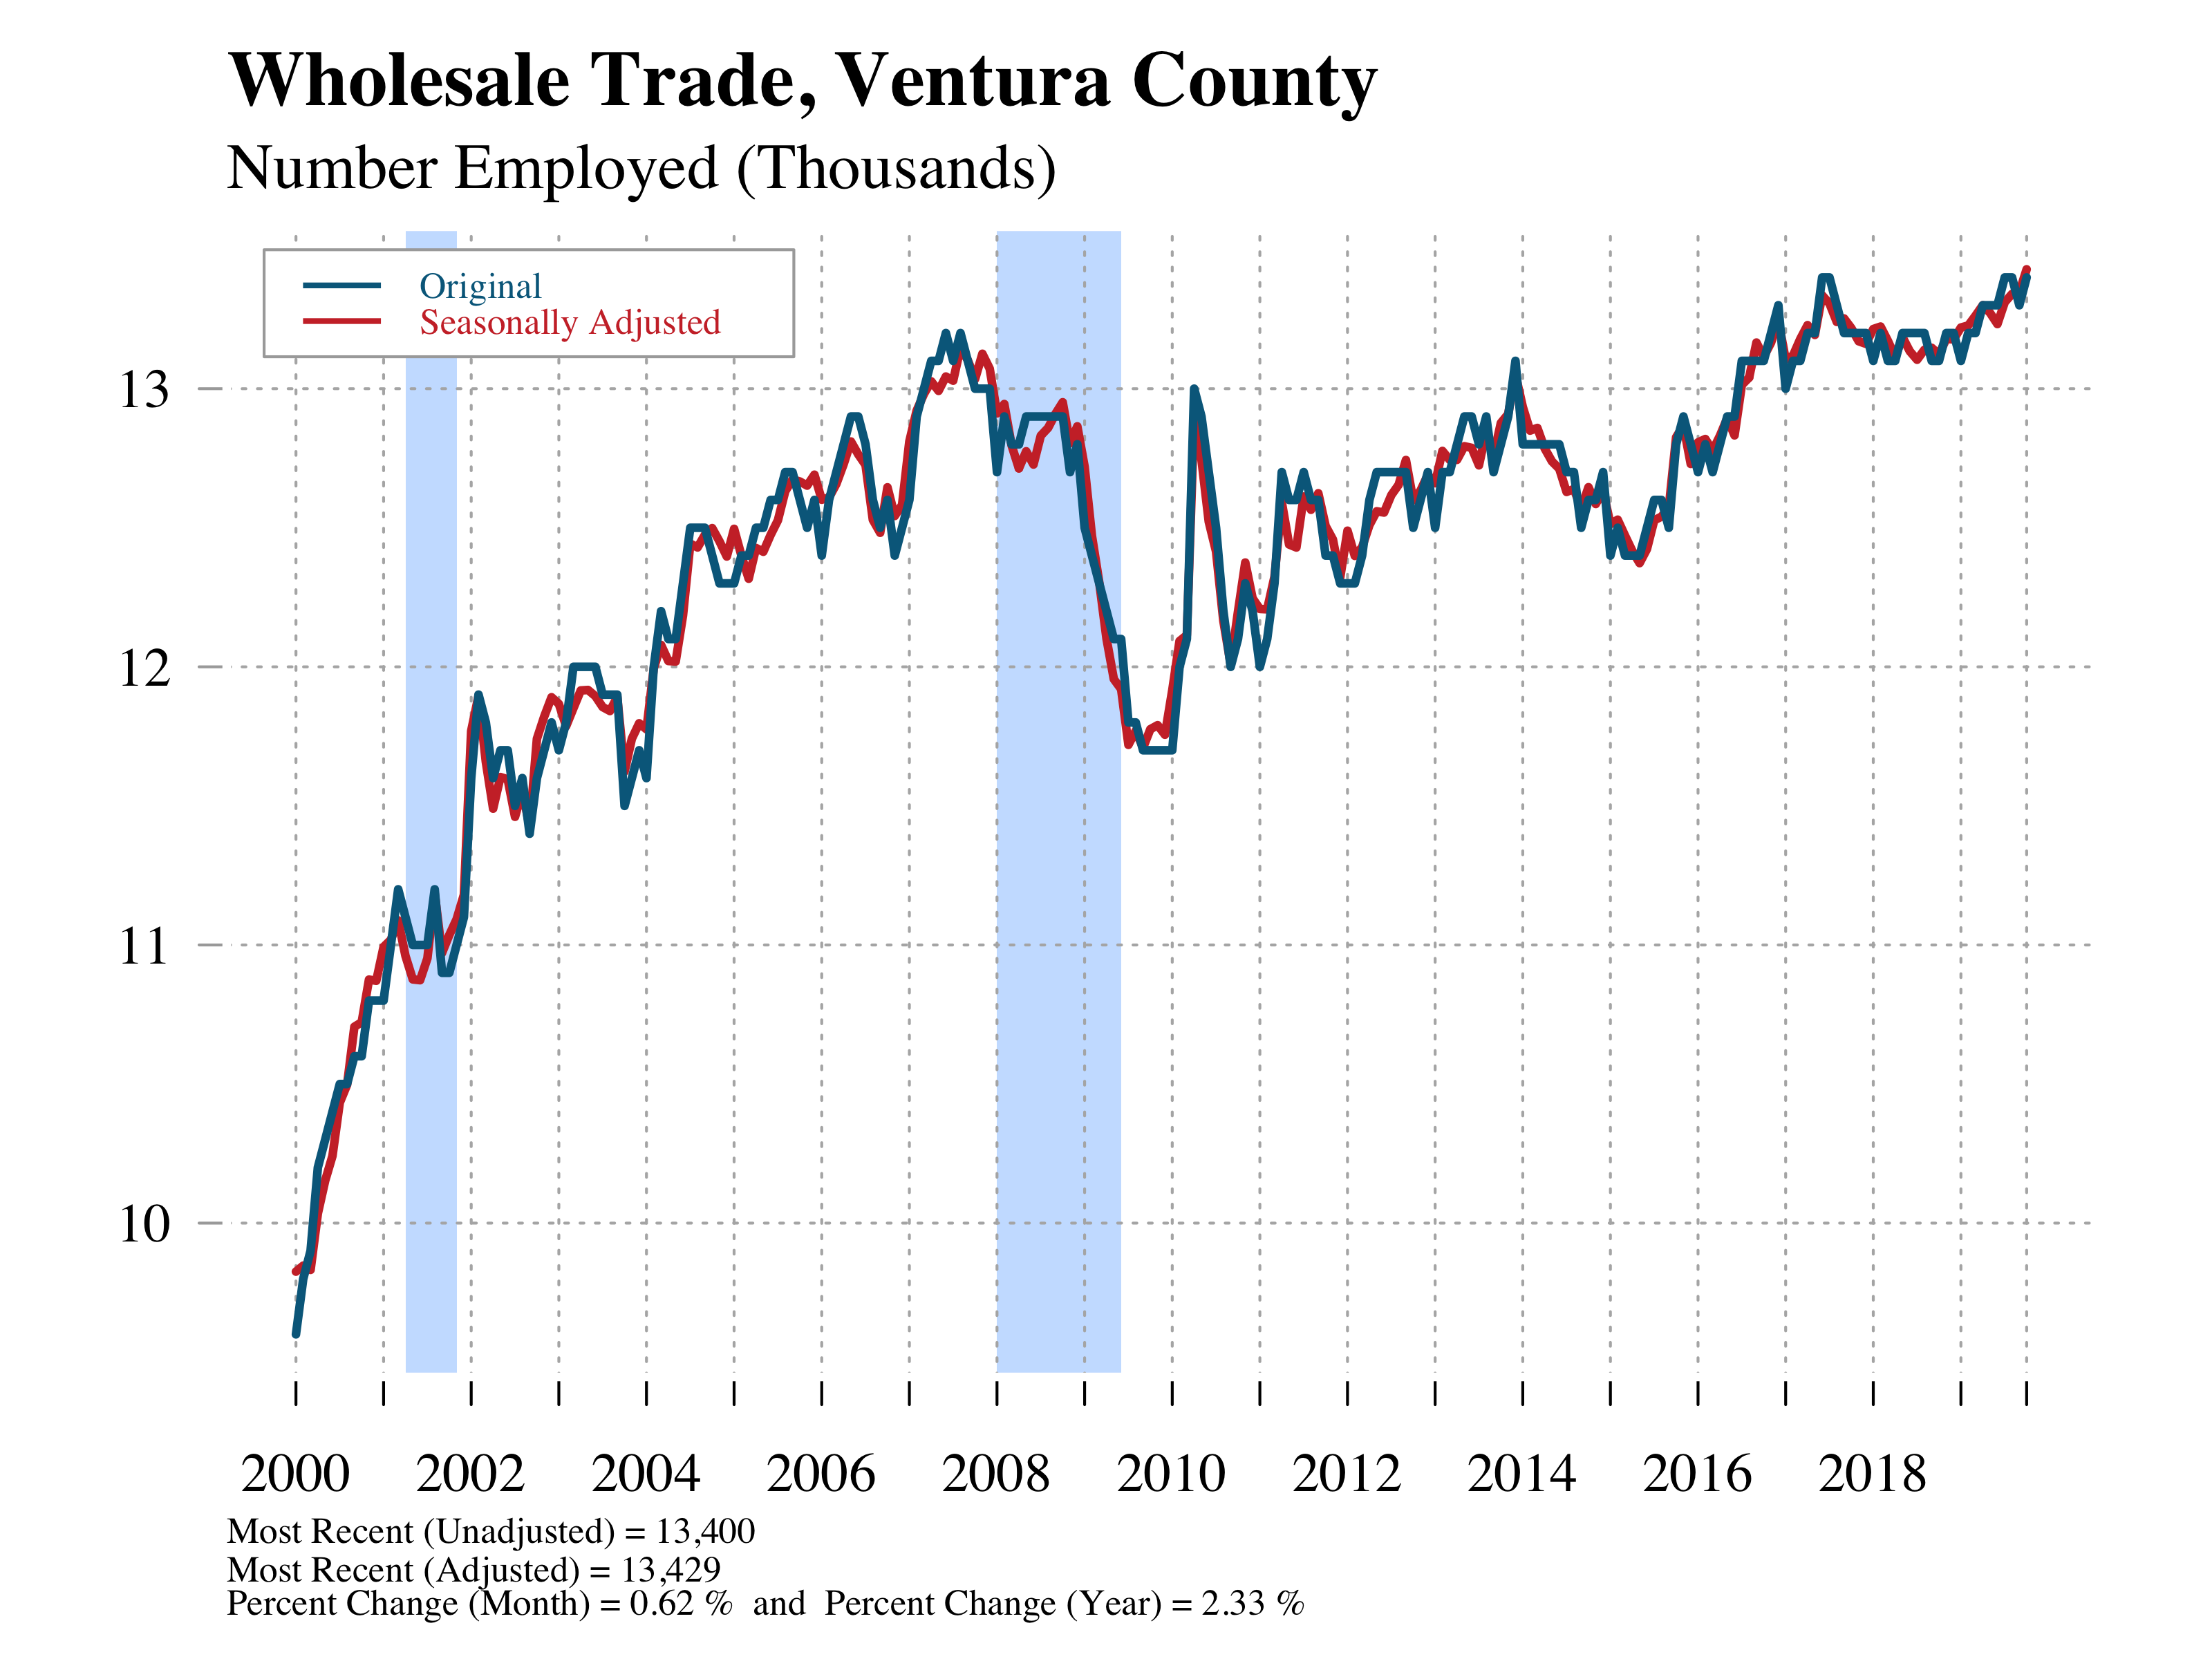 Wholesale Trade, Ventura County
Number Employed (Thousands)
Original
Seasonally Adjusted
13
12
11
10
2000 2002 2004 2006 2008 2010 2012 2014 2016 2018
Most Recent (Unadjusted) = 13,400
Most Recent (Adjusted) = 13,429
Percent Change (Month) = 0.62 % and Percent Change (Year) = 2.33 %